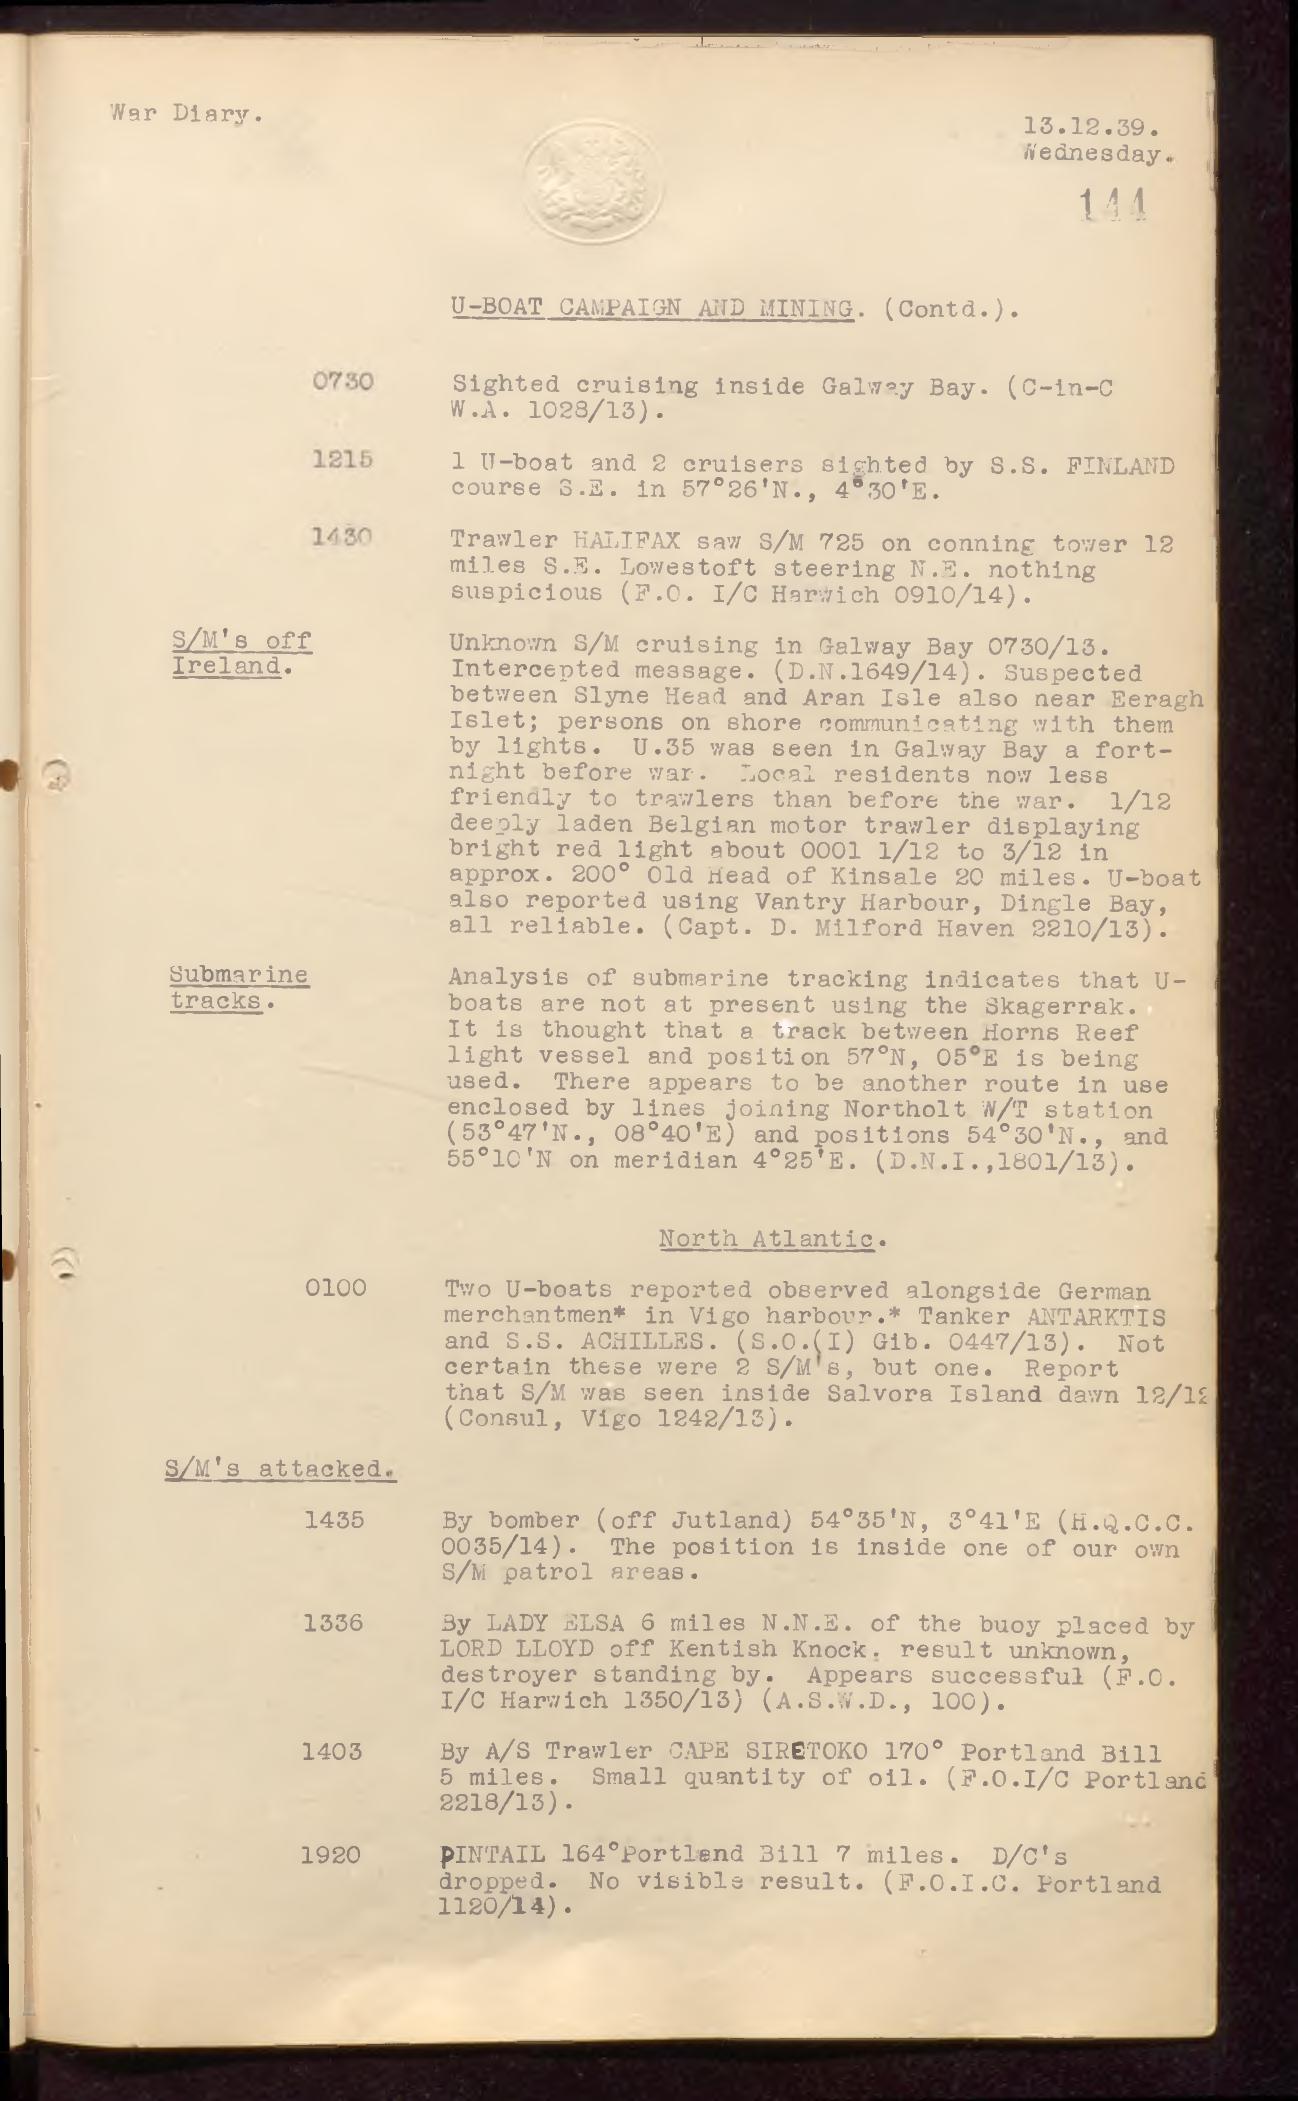 War Diary.
13.12.39.
Wednesday.
144
U-BOAT CAMPAIGN AND MINING. (Contd.).
0730 Sighted cruising inside Galway Bay. (C-in-C
W.A. 1028/13).
1215 1 U-boat and 2 cruisers sighted by S.S. FINLAND
course S.E. in 57°26'N., 4°30'E.
1430 Trawler HALIFAX saw S/M 725 on conning tower 12
miles S.E. Lowestoft steering N.E. nothing
suspicious (F.O. I/C Harwich 0910/14).
S/M's off Unknown S/M cruising in Galway Bay 0730/13.
Ireland. Intercepted message. (D.N.1649/14). Suspected
between Slyne Head and Aran Isle also near Eeragh
Islet; persons on shore communicating with them
by lights. U.35 was seen in Galway Bay a fort-
night before war. Local residents now less
friendly to trawlers than before the war. 1/12
deeply laden Belgian motor trawler displaying
bright red light about 0001 1/12 to 3/12 in
approx. 200° Old Head of Kinsale 20 miles. U-boat
also reported using Vantry Harbour, Dingle Bay,
all reliable. (Capt. D. Milford Haven 2210/13).
Submarine Analysis of submarine tracking indicates that U-
tracks. boats are not at present using the Skagerrak.
It is thought that a track between Horns Reef
light vessel and position 57°N, 05°E is being
used. There appears to be another route in use
enclosed by lines joining Northolt W/T station
(53°47'N., 08°40'E) and positions 54°30'N., and
55°10'N on meridian 4°25'E. (D.N.I.,1801/13).
North Atlantic.
0100 Two U-boats reported observed alongside German
merchantmen* in Vigo harbour.* Tanker ANTARKTIS
and S.S. ACHILLES. (S.O.(I) Gib. 0447/13). Not
certain these were 2 S/M's, but one. Report
that S/M was seen inside Salvora Island dawn 12/12
(Consul, Vigo 1242/13).
S/M's attacked.
1435 By bomber (off Jutland) 54°35'N, 3°41'E (H.Q.C.C.
0035/14). The position is inside one of our own
S/M patrol areas.
1336 By LADY ELSA 6 miles N.N.E. of the buoy placed by
LORD LLOYD off Kentish Knock, result unknown,
destroyer standing by. Appears successful (F.O.
I/C Harwich 1350/13) (A.S.W.D., 100).
1403 By A/S Trawler CAPE SIRETOKO 170° Portland Bill
5 miles. Small quantity of oil. (F.O.I/C Portland
2218/13).
1920 PINTAIL 164°Portland Bill 7 miles. D/C's
dropped. No visible result. (F.O.I.C. Portland
1120/14).